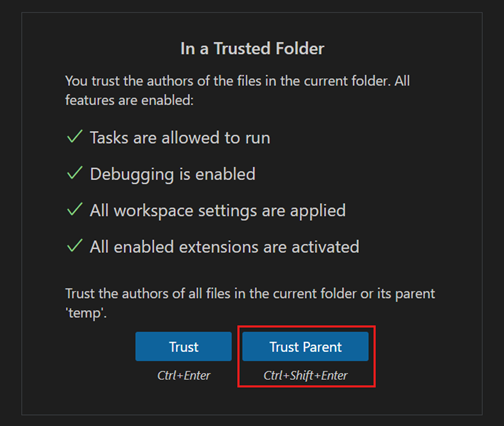 In a Trusted Folder
You trust the authors of the files in the current folder. All
features are enabled:
Tasks are allowed to run
Debugging is enabled
All workspace settings are applied
All enabled extensions are activated
Trust the authors of all files in the current folder or its parent
'temp'.
Trust
Trust Parent
Ctrl+Enter
Ctrl+Shift+Enter